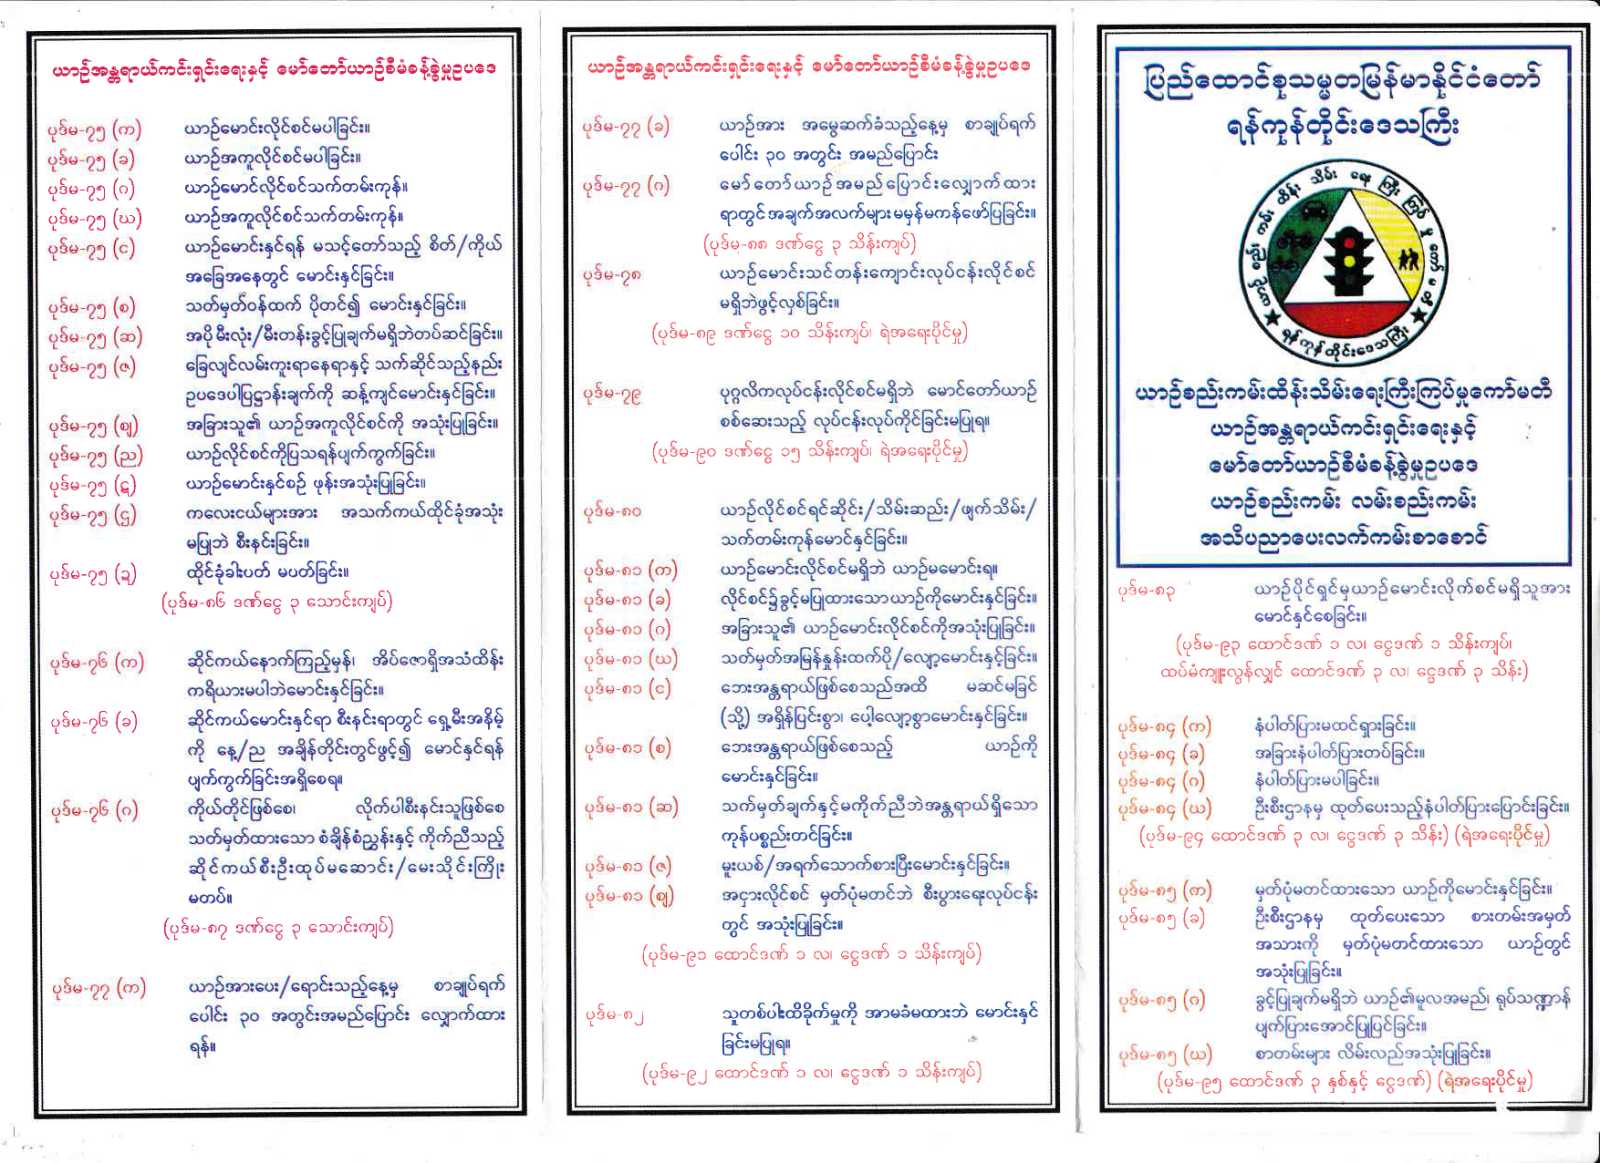 ယာဉ်အန္တရာယ်ကင်းရှင်းရေးနှင့် မော်တော်ယာဉ်စီမံခန့်ခွဲမှုဥပဒေ
ပုဒ်မ-၇၅ (က) ယာဉ်မောင်းလိုင်စင်မပါခြင်း။
ပုဒ်မ-၇၅ (ခ) ယာဉ်အကူလိုင်စင်မပါခြင်း။
ပုဒ်မ-၇၅ (ဂ) ယာဉ်မောင်လိုင်စင်သက်တမ်းကုန်။
ပုဒ်မ-၇၅ (ဃ) ယာဉ်အကူလိုင်စင်သက်တမ်းကုန်။
ပုဒ်မ-၇၅ (င) ယာဉ်မောင်းနှင်ရန် မသင့်တော်သည့် စိတ်/ကိုယ်
အခြေအနေတွင် မောင်းနှင်ခြင်း။
ပုဒ်မ-၇၅ (စ) သတ်မှတ်ဝန်ထက် ပိုတင်၍ မောင်းနှင်ခြင်း။
ပုဒ်မ-၇၅ (ဆ) အပိုမီးလုံး/မီးတန်းခွင့်ပြုချက်မရှိဘဲတပ်ဆင်ခြင်း။
ပုဒ်မ-၇၅ (ဇ) ခြေလျင်လမ်းကူးရာနေရာနှင့် သက်ဆိုင်သည့်နည်း
ဥပဒေပါပြဋ္ဌာန်းချက်ကို ဆန့်ကျင်မောင်းနှင်ခြင်း။
ပုဒ်မ-၇၅ (ဈ) အခြားသူ၏ ယာဉ်အကူလိုင်စင်ကို အသုံးပြုခြင်း။
ပုဒ်မ-၇၅ (ည) ယာဉ်လိုင်စင်ကိုပြသရန်ပျက်ကွက်ခြင်း။
ပုဒ်မ-၇၅ (ဋ) ယာဉ်မောင်းနှင်စဉ် ဖုန်းအသုံးပြုခြင်း။
ပုဒ်မ-၇၅ (ဌ) ကလေးငယ်များအား အသက်ကယ်ထိုင်ခုံအသုံး
မပြုဘဲ စီးနင်းခြင်း။
ပုဒ်မ-၇၅ (ဍ) ထိုင်ခုံခါးပတ် မပတ်ခြင်း။
(ပုဒ်မ-၈၆ ဒဏ်ငွေ ၃ သောင်းကျပ်)
ပုဒ်မ-၇၆ (က) ဆိုင်ကယ်နောက်ကြည့်မှန်၊ အိပ်ဇောရှိအသံထိန်း
ကရိယာမပါဘဲမောင်းနှင်ခြင်း။
ပုဒ်မ-၇၆ (ခ) ဆိုင်ကယ်မောင်းနှင်ရာ စီးနင်းရာတွင် ရှေ့မီးအနိမ့်
ကို နေ့/ည အချိန်တိုင်းတွင်ဖွင့်၍ မောင်နှင်ရန်
ပျက်ကွက်ခြင်းအရှိစေရ။
ပုဒ်မ-၇၆ (ဂ) ကိုယ်တိုင်ဖြစ်စေ၊ လိုက်ပါစီးနင်းသူဖြစ်စေ
သတ်မှတ်ထားသော စံချိန်စံညွှန်းနှင့် ကိုက်ညီသည့်
ဆိုင်ကယ်စီးဦးထုပ်မဆောင်း/မေးသိုင်းကြိုး
မတပ်။
(ပုဒ်မ-၈၇ ဒဏ်ငွေ ၃ သောင်းကျပ်)
ပုဒ်မ-၇၇ (က) ယာဉ်အားပေး/ရောင်းသည့်နေ့မှ စာချုပ်ရက်
ပေါင်း ၃၀ အတွင်းအမည်ပြောင်း လျှောက်ထား
ရန်။
ယာဉ်အန္တရာယ်ကင်းရှင်းရေးနှင့် မော်တော်ယာဉ်စီမံခန့်ခွဲမှုဥပဒေ
ပုဒ်မ-၇၇ (ခ) ယာဉ်အား အမွေဆက်ခံသည့်နေ့မှ စာချုပ်ရက်
ပေါင်း ၃၀ အတွင်း အမည်ပြောင်း
ပုဒ်မ-၇၇ (ဂ) မော်တော်ယာဉ်အမည်ပြောင်းလျှောက်ထား
ရာတွင်အချက်အလက်များမမှန်မကန်ဖော်ပြခြင်း။
(ပုဒ်မ-၈၈ ဒဏ်ငွေ ၃ သိန်းကျပ်)
ပုဒ်မ-၇၈ ယာဉ်မောင်းသင်တန်းကျောင်းလုပ်ငန်းလိုင်စင်
မရှိဘဲဖွင့်လှစ်ခြင်း။
(ပုဒ်မ-၈၉ ဒဏ်ငွေ ၁၀ သိန်းကျပ်၊ ရဲအရေးပိုင်မှု)
ပုဒ်မ-၇၉ ပုဂ္ဂလိကလုပ်ငန်းလိုင်စင်မရှိဘဲ မောင်တော်ယာဉ်
စစ်ဆေးသည့် လုပ်ငန်းလုပ်ကိုင်ခြင်းမပြုရ။
(ပုဒ်မ-၉၀ ဒဏ်ငွေ ၁၅ သိန်းကျပ်၊ ရဲအရေးပိုင်မှု)
ပုဒ်မ-၈၀ ယာဉ်လိုင်စင်ရင်ဆိုင်း/သိမ်းဆည်း/ဖျက်သိမ်း/
သက်တမ်းကုန်မောင်နှင်ခြင်း။
ပုဒ်မ-၈၁ (က) ယာဉ်မောင်းလိုင်စင်မရှိဘဲ ယာဉ်မမောင်းရ။
ပုဒ်မ-၈၁ (ခ) လိုင်စင်၌ခွင့်မပြုထားသောယာဉ်ကိုမောင်းနှင်ခြင်း။
ပုဒ်မ-၈၁ (ဂ) အခြားသူ၏ ယာဉ်မောင်းလိုင်စင်ကိုအသုံးပြုခြင်း။
ပုဒ်မ-၈၁ (ဃ) သတ်မှတ်အမြန်နှုန်းထက်ပို/လျော့မောင်းနှင့်ခြင်း။
ပုဒ်မ-၈၁ (င) ဘေးအန္တရာယ်ဖြစ်စေသည်အထိ မဆင်မခြင်
(သို့) အရှိန်ပြင်းစွာ၊ ပေါ့လျော့စွာမောင်းနှင်ခြင်း။
ပုဒ်မ-၈၁ (စ) ဘေးအန္တရာယ်ဖြစ်စေသည့် ယာဉ်ကို
မောင်းနှင်ခြင်း။
ပုဒ်မ-၈၁ (ဆ) သက်မှတ်ချက်နှင့်မကိုက်ညီဘဲအန္တရာယ်ရှိသော
ကုန်ပစ္စည်းတင်ခြင်း။
ပုဒ်မ-၈၁ (ဇ) မူးယစ်/အရက်သောက်စားပြီးမောင်းနှင်ခြင်း။
ပုဒ်မ-၈၁ (ဈ) အငှားလိုင်စင် မှတ်ပုံမတင်ဘဲ စီးပွားရေးလုပ်ငန်း
တွင် အသုံးပြုခြင်း။
(ပုဒ်မ-၉၁ ထောင်ဒဏ် ၁ လ၊ ငွေဒဏ် ၁ သိန်းကျပ်)
ပုဒ်မ-၈၂ သူတစ်ပါးထိခိုက်မှုကို အာမခံမထားဘဲ မောင်းနှင်
ခြင်းမပြုရ။
(ပုဒ်မ-၉၂ ထောင်ဒဏ် ၁ လ၊ ငွေဒဏ် ၁ သိန်းကျပ်)
ပြည်ထောင်စုသမ္မတမြန်မာနိုင်ငံတော်
ရန်ကုန်တိုင်းဒေသကြီး
ယာဉ် စည်း ကမ်း ထိန်း သိမ်း ရေး ကြီး ကြပ် မှု ကော် မ တီ
ရန်ကုန်တိုင်းဒေသကြီး
ယာဉ်စည်းကမ်းထိန်းသိမ်းရေးကြီးကြပ်မှုကော်မတီ
ယာဉ်အန္တရာယ်ကင်းရှင်းရေးနှင့်
မော်တော်ယာဉ်စီမံခန့်ခွဲမှုဥပဒေ
ယာဉ်စည်းကမ်း လမ်းစည်းကမ်း
အသိပညာပေးလက်ကမ်းစာစောင်
ပုဒ်မ-၈၃ ယာဉ်ပိုင်ရှင်မှယာဉ်မောင်းလိုက်စင်မရှိသူအား
မောင်နှင်စေခြင်း။
(ပုဒ်မ-၉၃ ထောင်ဒဏ် ၁ လ၊ ငွေဒဏ် ၁ သိန်းကျပ်၊
ထပ်မံကျူးလွန်လျှင် ထောင်ဒဏ် ၃ လ၊ ငွေဒဏ် ၃ သိန်း)
ပုဒ်မ-၈၄ (က) နံပါတ်ပြားမထင်ရှားခြင်း။
ပုဒ်မ-၈၄ (ခ) အခြားနံပါတ်ပြားတပ်ခြင်း။
ပုဒ်မ-၈၄ (ဂ) နံပါတ်ပြားမပါခြင်း။
ပုဒ်မ-၈၄ (ဃ) ဦးစီးဌာနမှ ထုတ်ပေးသည့်နံပါတ်ပြားပြောင်းခြင်း။
(ပုဒ်မ-၉၄ ထောင်ဒဏ် ၃ လ၊ ငွေဒဏ် ၃ သိန်း) (ရဲအရေးပိုင်မှု)
ပုဒ်မ-၈၅ (က) မှတ်ပုံမတင်ထားသော ယာဉ်ကိုမောင်းနှင်ခြင်း။
ပုဒ်မ-၈၅ (ခ) ဦးစီးဌာနမှ ထုတ်ပေးသော စားတမ်းအမှတ်
အသားကို မှတ်ပုံမတင်ထားသော ယာဉ်တွင်
အသုံးပြုခြင်း။
ပုဒ်မ-၈၅ (ဂ) ခွင့်ပြုချက်မရှိဘဲ ယာဉ်၏မူလအမည်၊ ရုပ်သဏ္ဌာန်
ပျက်ပြားအောင်ပြုပြင်ခြင်း။
ပုဒ်မ-၈၅ (ဃ) စာတမ်းများ လိမ်းလည်အသုံးပြုခြင်း။
(ပုဒ်မ-၉၅ ထောင်ဒဏ် ၃ နှစ်နှင့် ငွေဒဏ်) (ရဲအရေးပိုင်မှု)